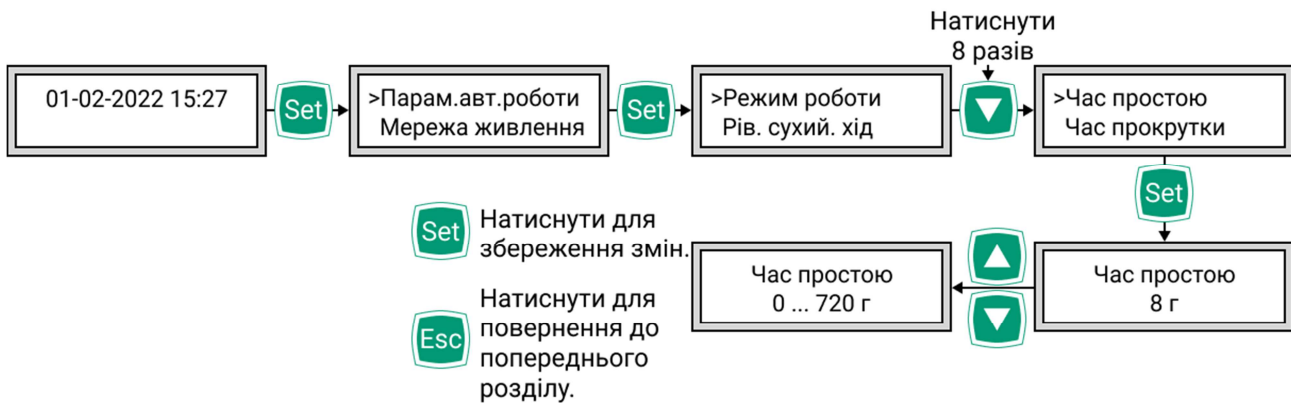 Натиснути
8 разів
01-02-2022 15:27
Set
>Парам.авт.роботи
Мережа живлення
Set
>Режим роботи
Рів. сухий. хід
>Час простою
Час прокрутки
Set
Set
Натиснути для
збереження змін.
Час простою
0 ... 720 г
Час простою
8 г
Esc
Натиснути для
повернення до
попереднього
розділу.